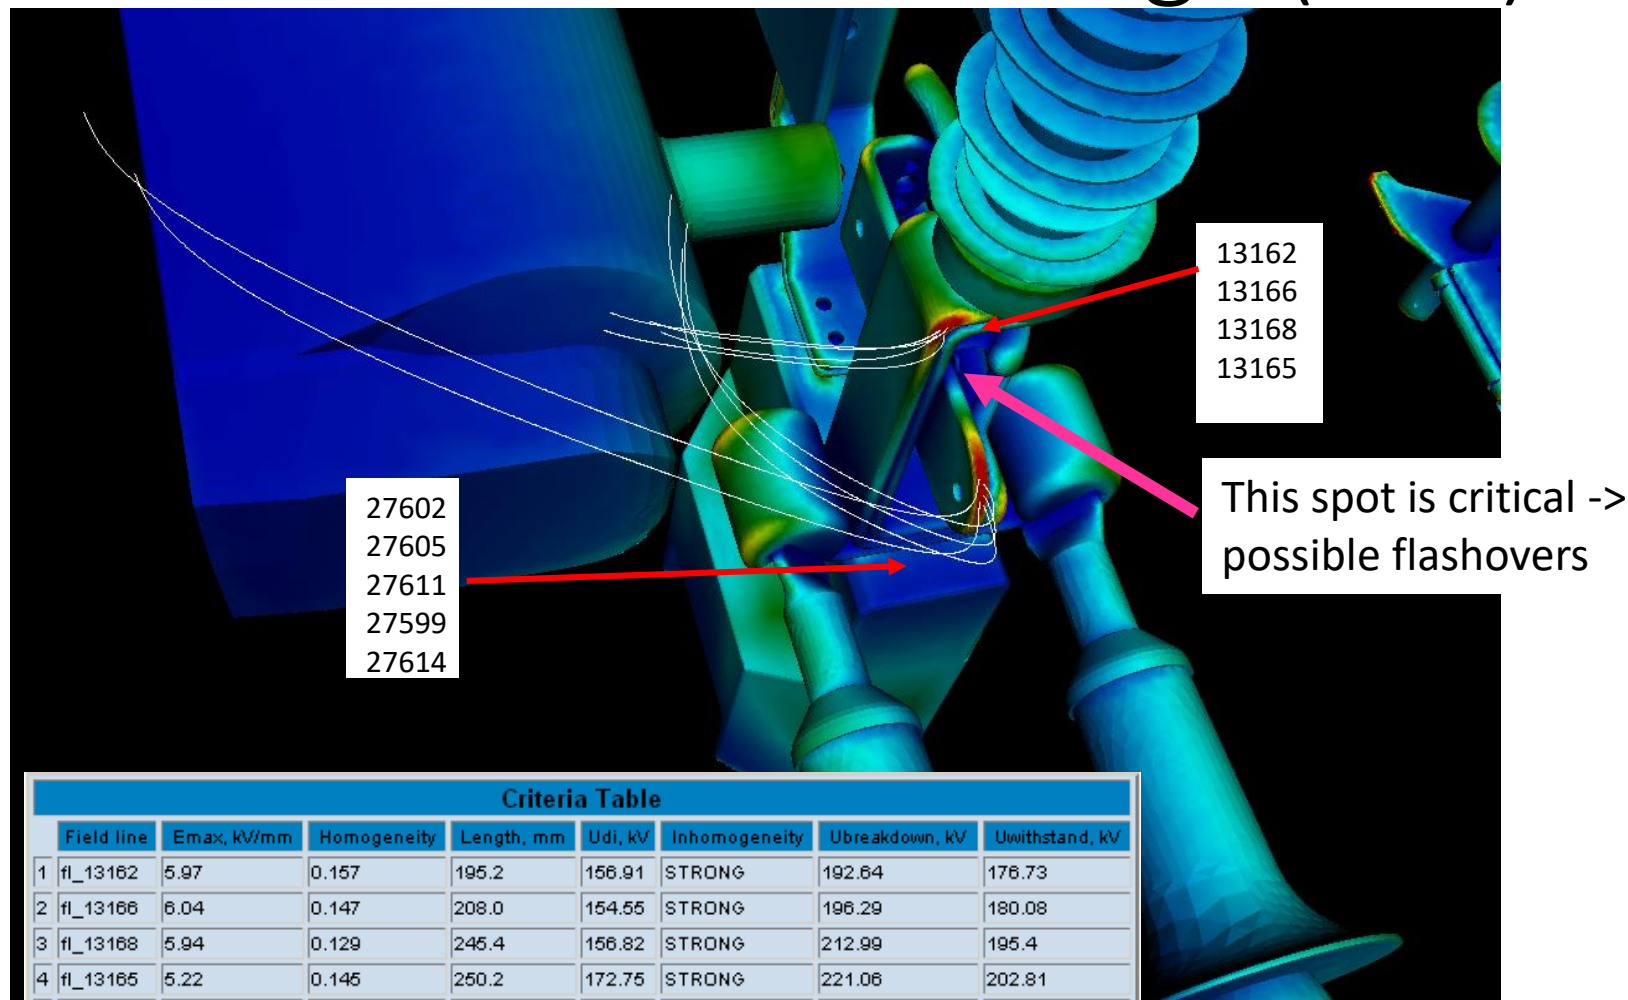 13162
13166
13168
13165
This spot is critical ->
possible flashovers
27602
27605
27611
27599
27614
Criteria Table
Field line Emax, kV/mm Homogeneity Length, mm Udi, kV Inhomogeneity Ubreakdown, kV Uwithstand, kV
1 fl_13162 5.97 0.157 195.2 156.91 STRONG 192.64 176.73
2 fl_13166 6.04 0.147 208.0 154.55 STRONG 196.29 180.08
3 fl_13168 5.94 0.129 245.4 156.82 STRONG 212.99 195.4
4 fl_13165 5.22 0.145 250.2 172.75 STRONG 221.06 202.81